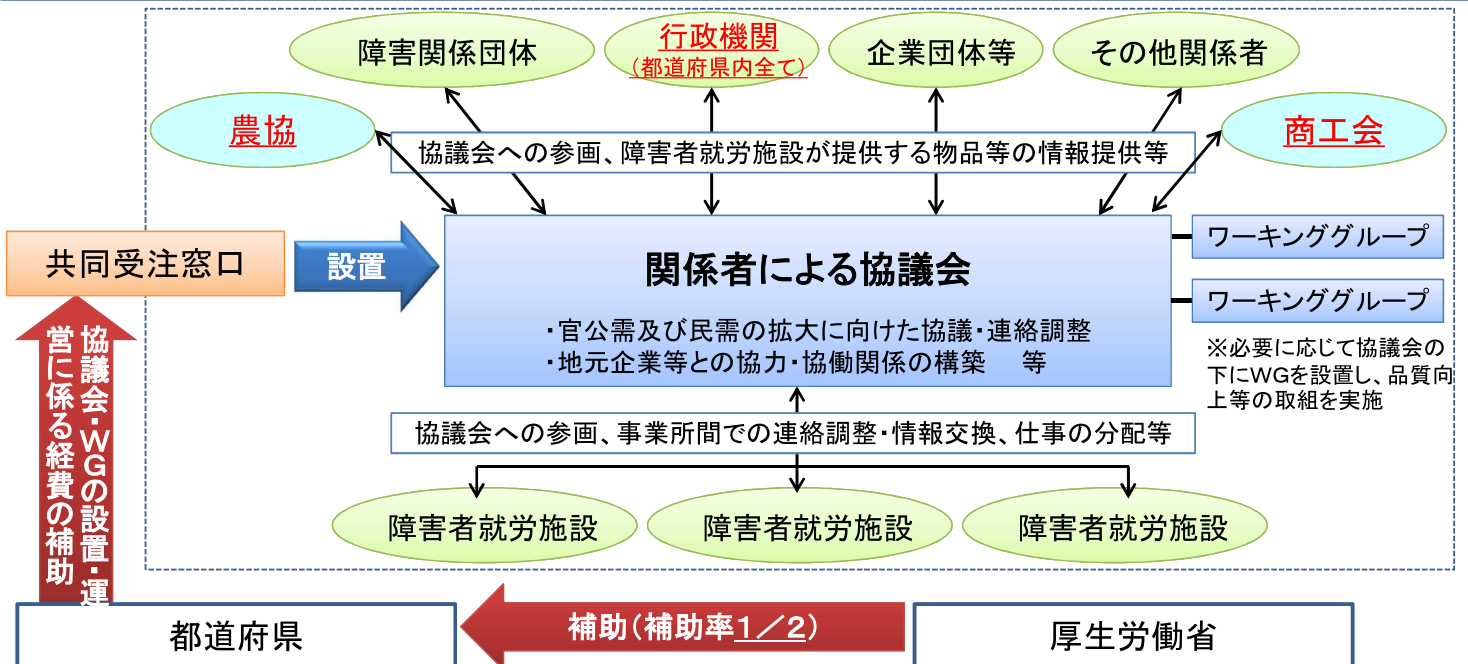 障害関係団体
行政機関
（都道府県内全て）
企業団体等
その他関係者
農協
商工会
協議会への参画、障害者就労施設が提供する物品等の情報提供等
共同受注窓口
設置
関係者による協議会
・官公需及び民需の拡大に向けた協議・連絡調整
・地元企業等との協力・協働関係の構築　等
ワーキンググループ
ワーキンググループ
※必要に応じて協議会の
下にWGを設置し、品質向
上等の取組を実施
協議会・WGの設置・運
営に係る経費の補助
協議会への参画、事業所間での連絡調整・情報交換、仕事の分配等
障害者就労施設
障害者就労施設
障害者就労施設
都道府県
補助（補助率１／２）
厚生労働省